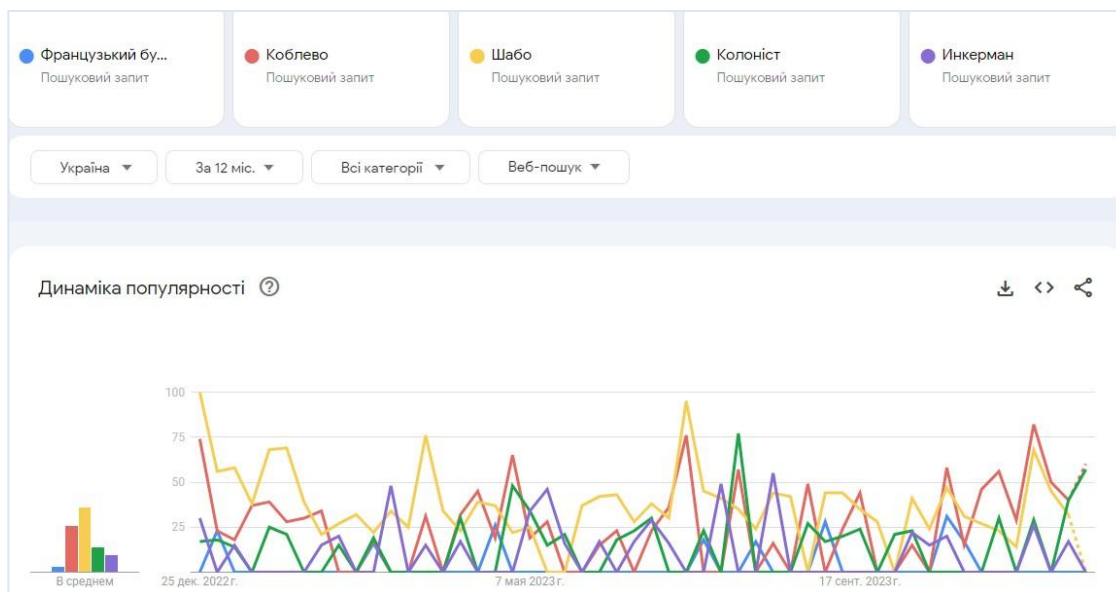 Французький бу...
Пошуковий запит
Коблево
Пошуковий запит
Шабо
Пошуковий запит
Колоніст
Пошуковий запит
Инкерман
Пошуковий запит
Україна
За 12 міс.
Всі категорії
Веб-пошук
Динаміка популярності
100
75
50
25
В среднем
25 дек. 2022 г.
7 мая 2023 г.
17 сент. 2023 г.